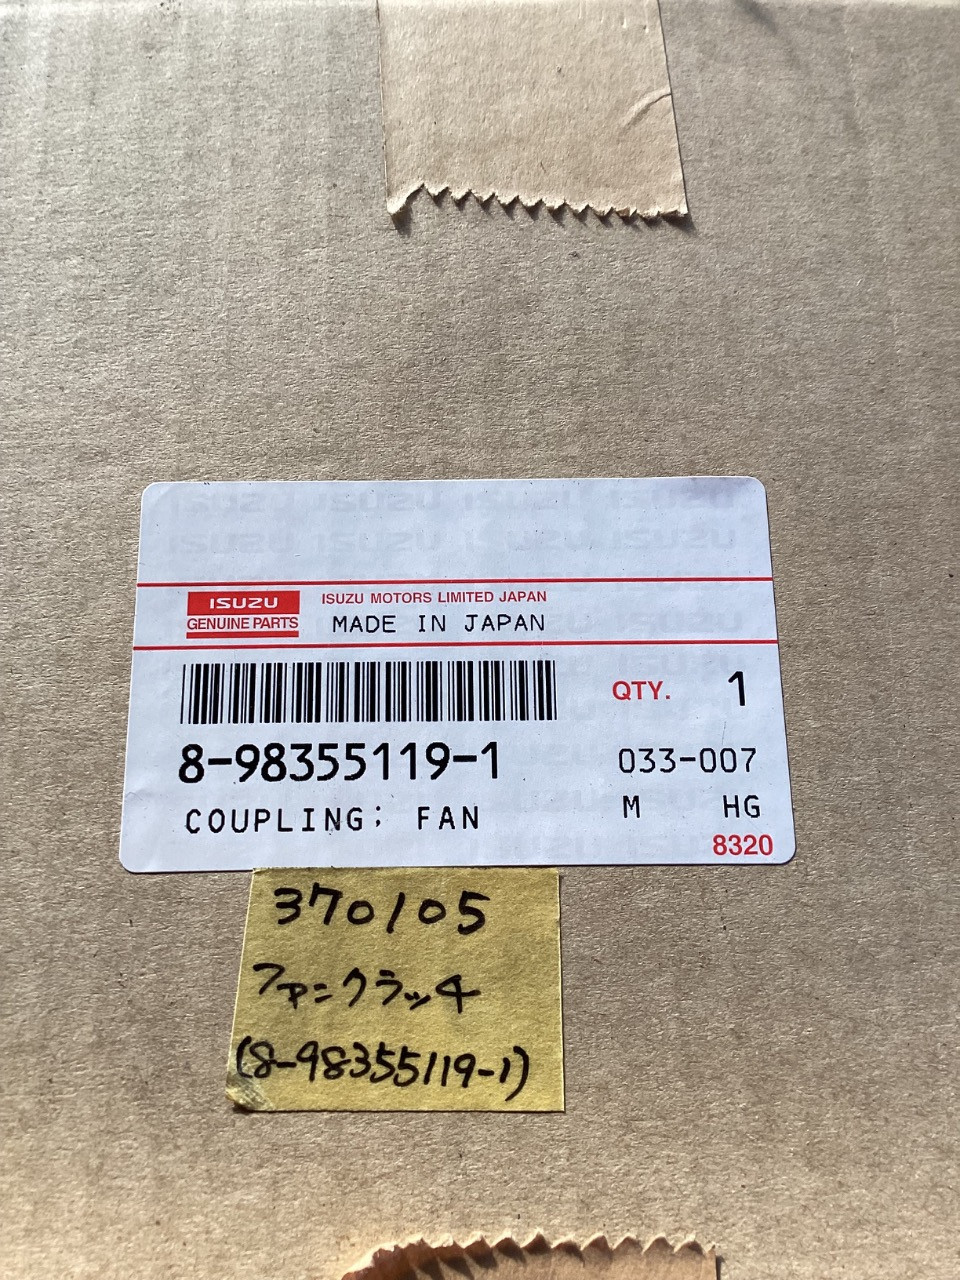 ISUZU
GENUINE PARTS
ISUZU MOTORS LIMITED JAPAN
MADE IN JAPAN
QTY. 1
8-98355119-1 033-007
COUPLING; FAN M HG
8320
370105
ファンクラッチ
(8-98355119-1)